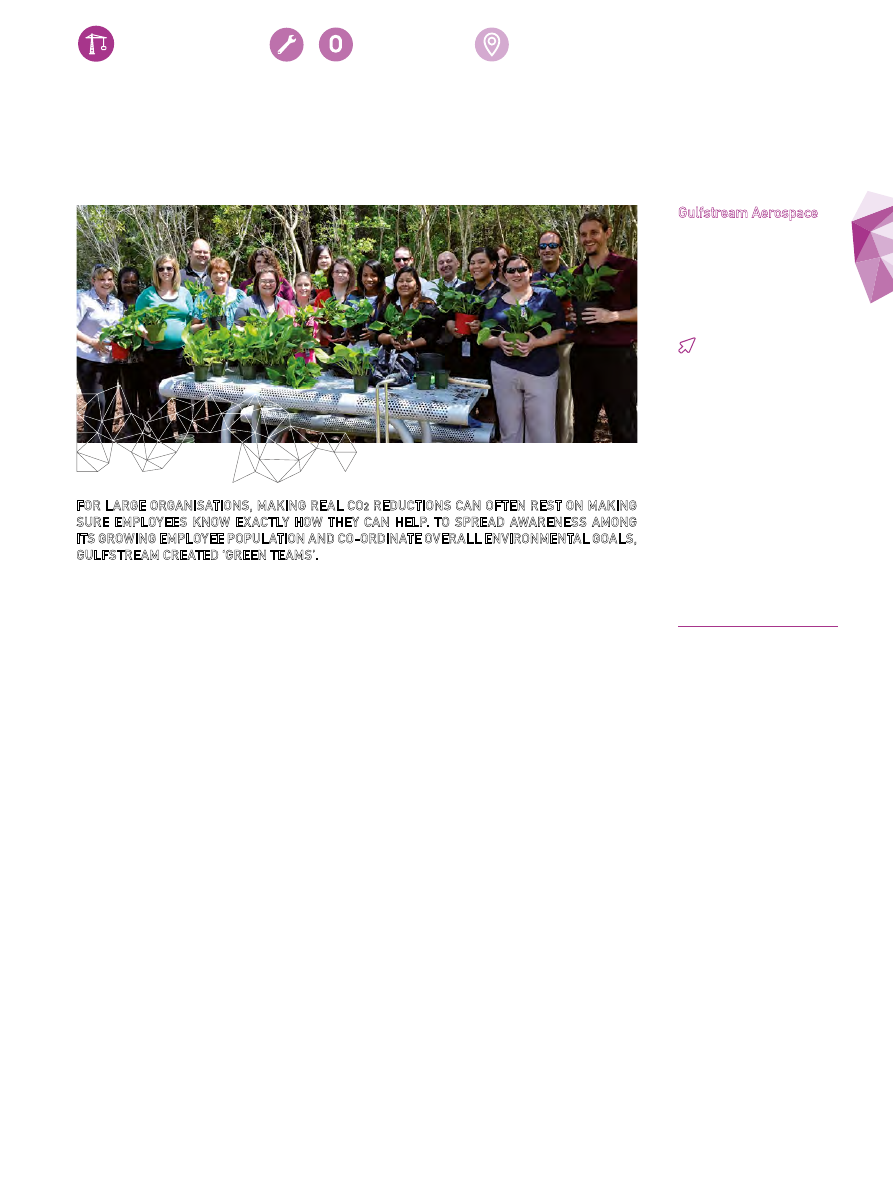 0
Gulfstream Aerospace
FOR LARGE ORGANISATIONS, MAKING REAL CO2 REDUCTIONS CAN OFTEN REST ON MAKING
SURE EMPLOYEES KNOW EXACTLY HOW THEY CAN HELP. TO SPREAD AWARENESS AMONG
ITS GROWING EMPLOYEE POPULATION AND CO-ORDINATE OVERALL ENVIRONMENTAL GOALS,
GULFSTREAM CREATED 'GREEN TEAMS'.